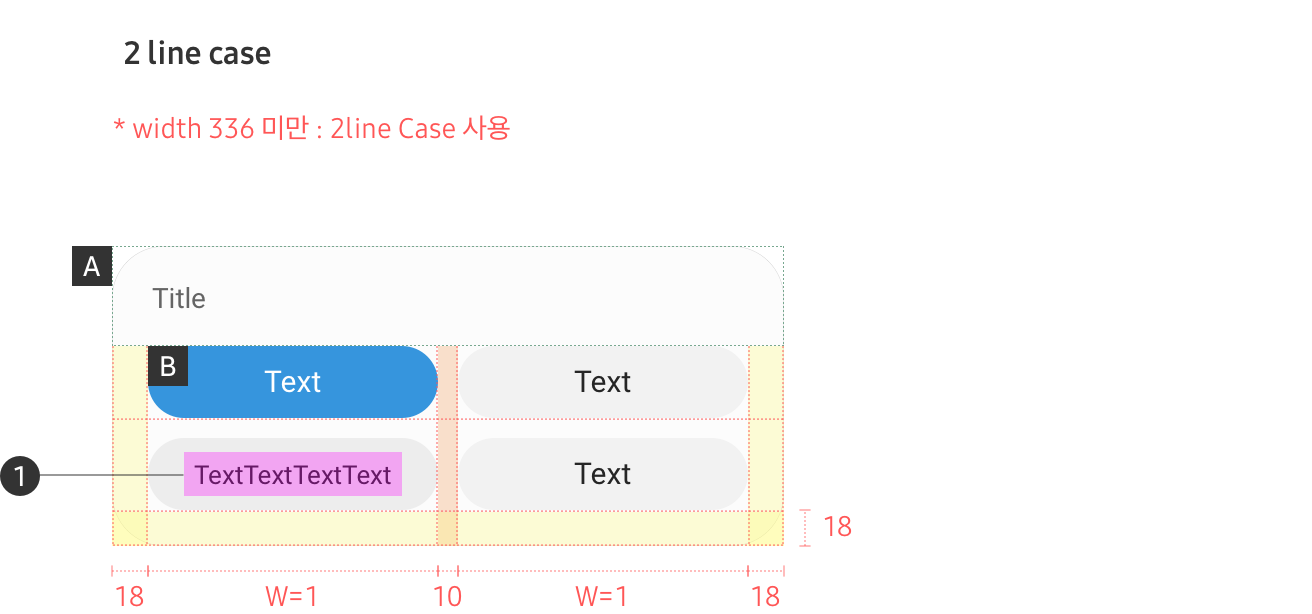 2 line case
* width 336 미만 : 2line Case 사용
A
Title
B
Text
Text
1
TextTextTextText
Text
18
18
W=1
10
W=1
18